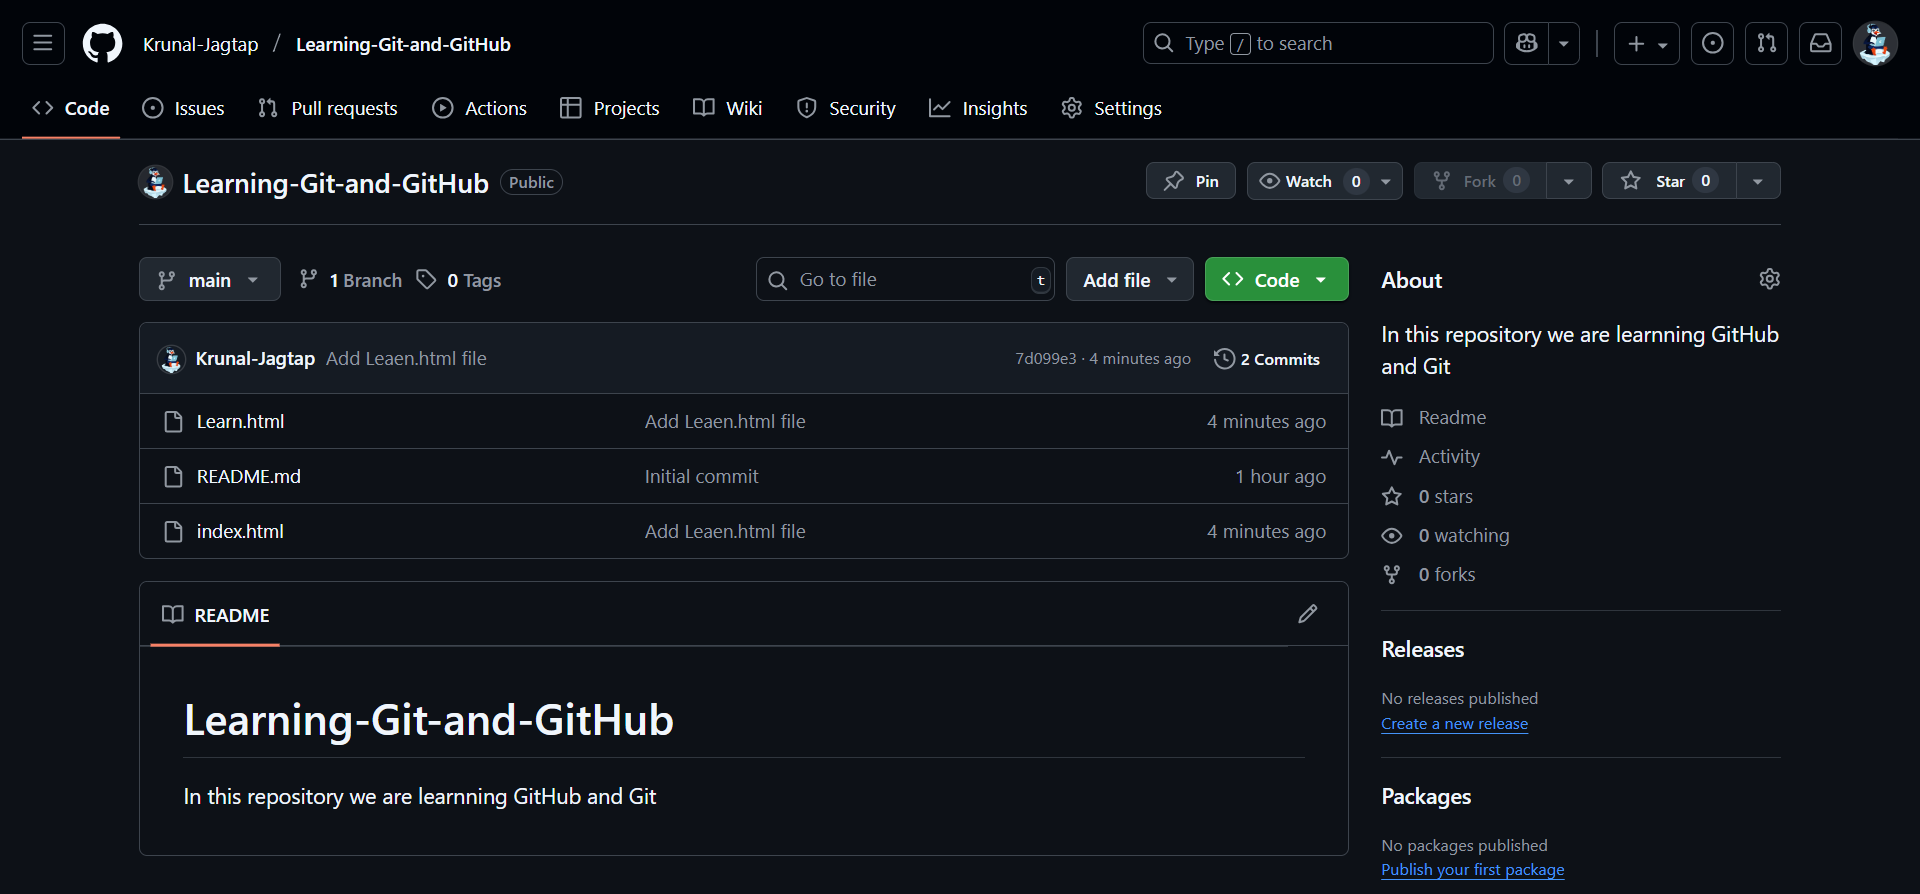 Krunal-Jagtap / Learning-Git-and-GitHub
Type / to search
Code Issues Pull requests Actions Projects Wiki Security Insights Settings
Learning-Git-and-GitHub Public
Pin Watch 0 Fork 0 Star 0
main 1 Branch 0 Tags
Go to file t Add file Code
Krunal-Jagtap Add Leaen.html file 7d099e3 · 4 minutes ago 2 Commits
Learn.html Add Leaen.html file 4 minutes ago
README.md Initial commit 1 hour ago
index.html Add Leaen.html file 4 minutes ago
README
Learning-Git-and-GitHub
In this repository we are learnning GitHub and Git
About
In this repository we are learnning GitHub
and Git
Readme
Activity
0 stars
0 watching
0 forks
Releases
No releases published
Create a new release
Packages
No packages published
Publish your first package